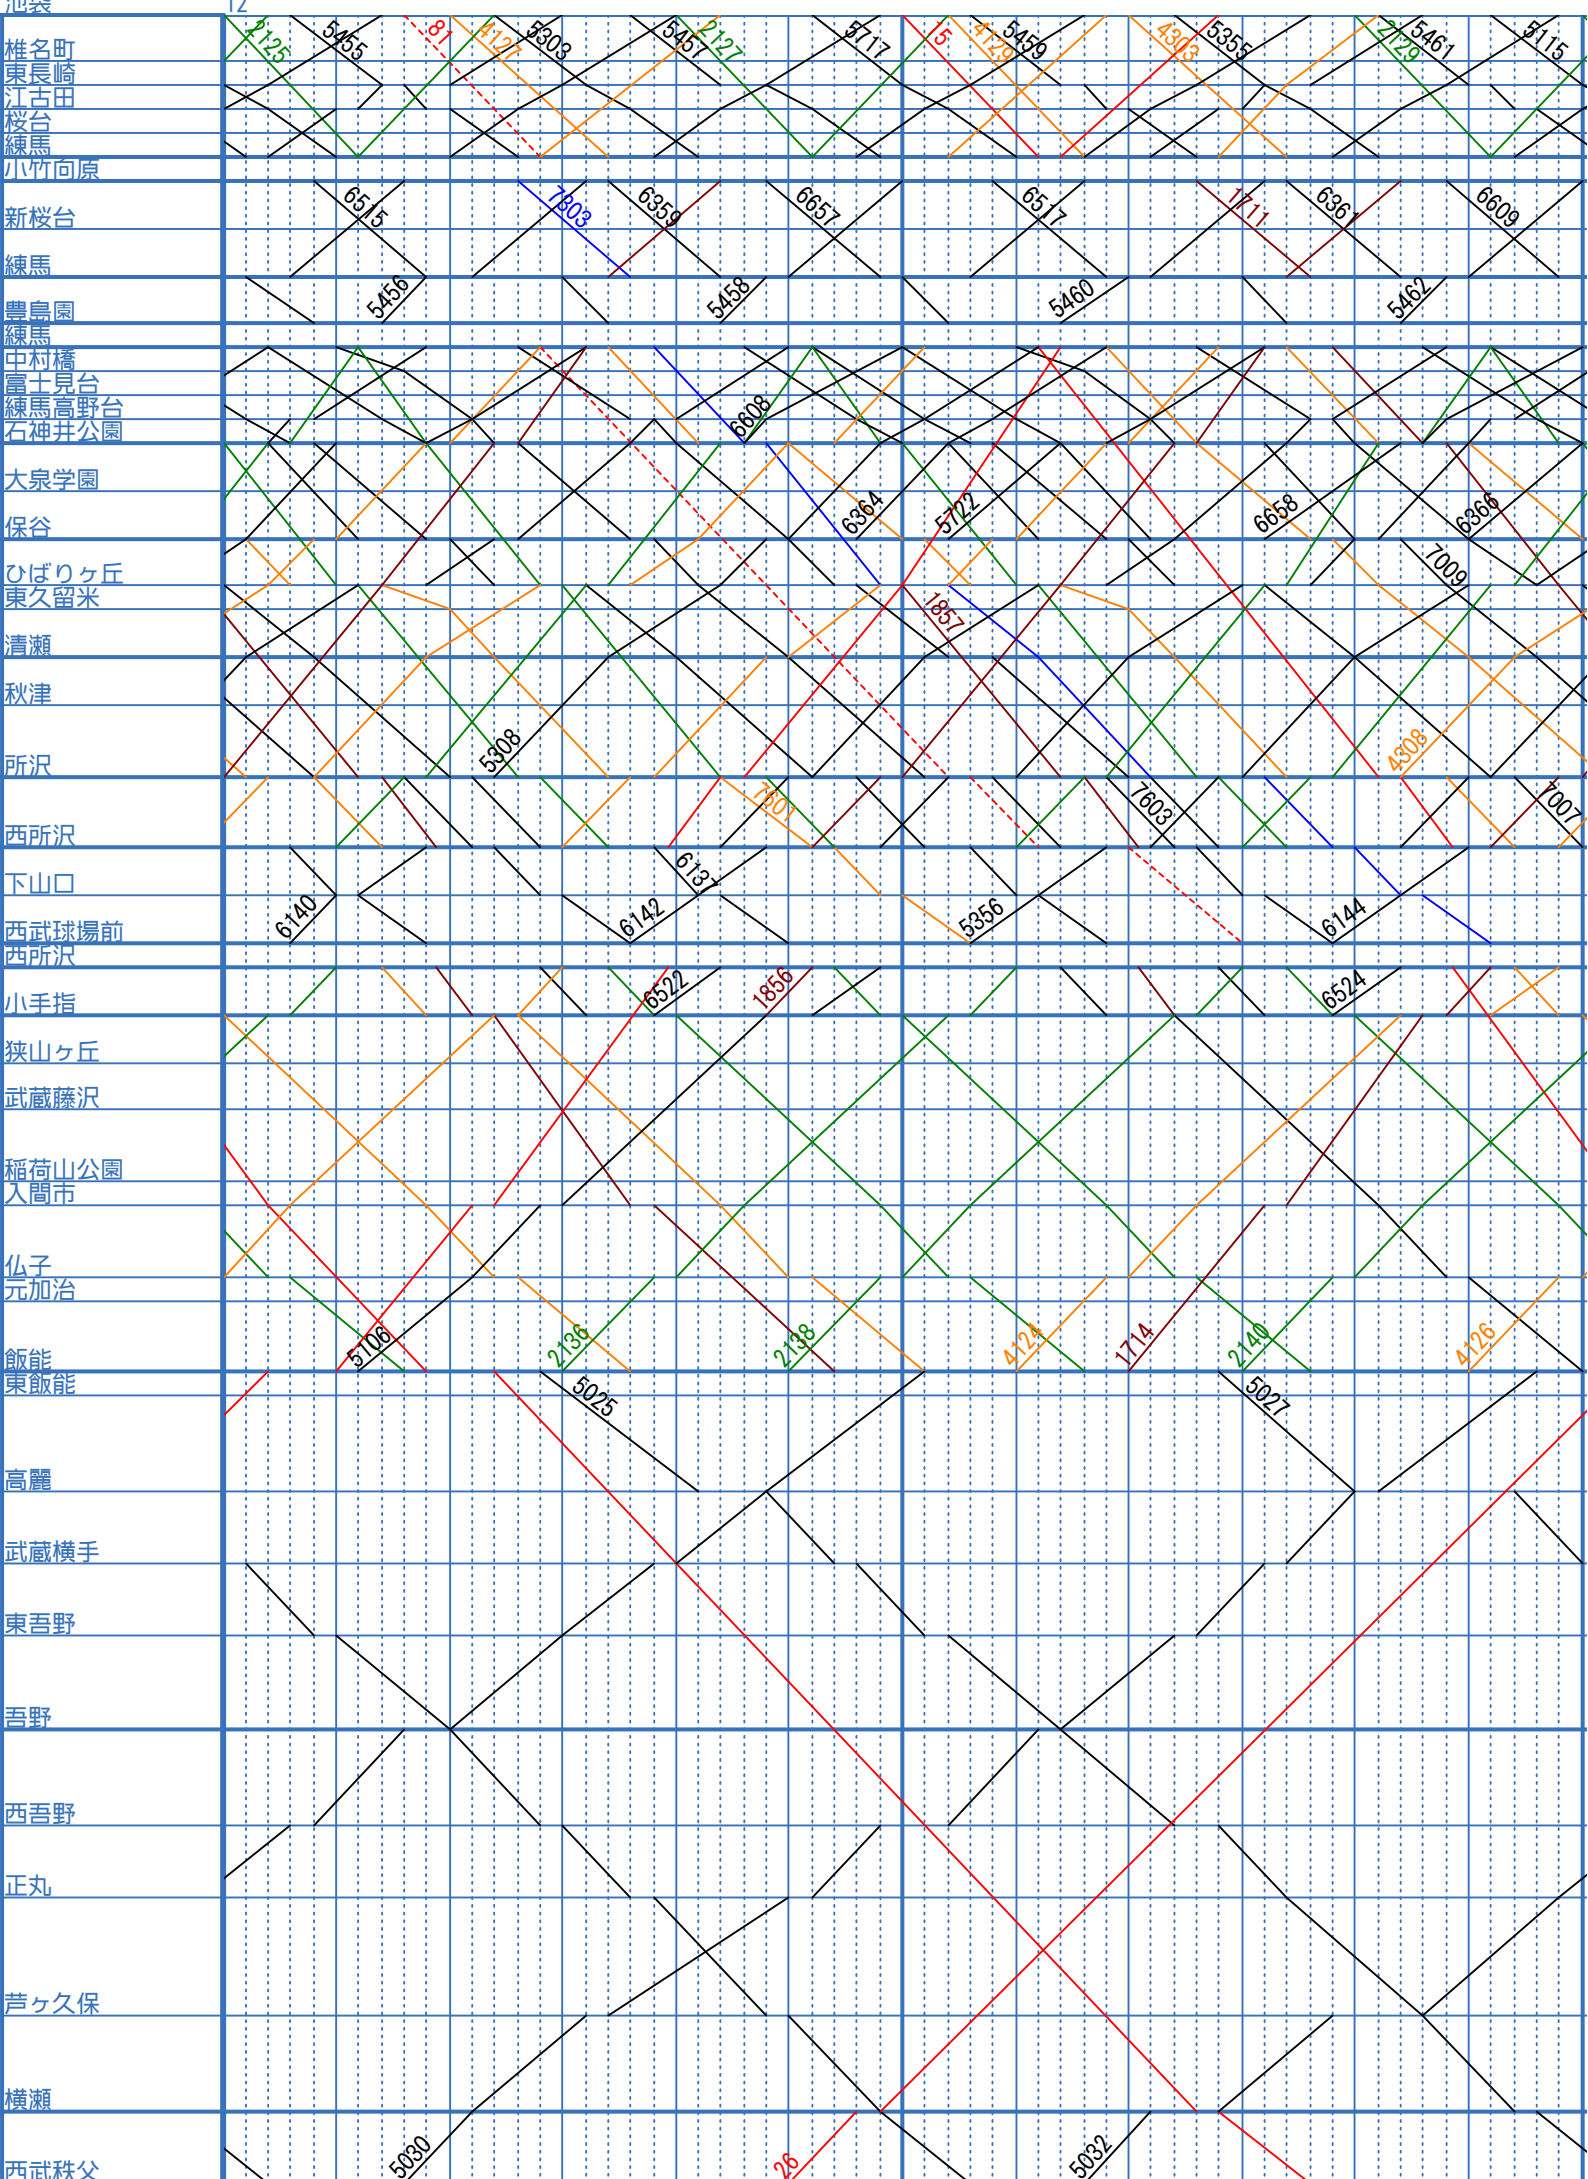 池袋 12
2125 5455 81 4127 5303 5457 2127 5717 15 4129 5459 4303 5355 2129 5461 5115
椎名町
東長崎
江古田
桜台
練馬
小竹向原
6515 7303 6359 6657 6517 1711 6361 6609
新桜台
練馬
5456 5458 5460 5462
豊島園
練馬
中村橋
富士見台
練馬高野台
6608
石神井公園
大泉学園
6364 5722 6658 6366
保谷
7009
ひばりヶ丘
東久留米
1857
清瀬
秋津
5308 4308
所沢
7601 7603 7007
西所沢
6137
下山口
6140 6142 5356 6144
西武球場前
西所沢
6522 1856 6524
小手指
狭山ヶ丘
武蔵藤沢
稲荷山公園
入間市
仏子
元加治
5106 2136 2138 4124 1714 2140 4126
飯能
東飯能
5025 5027
高麗
武蔵横手
東吾野
吾野
西吾野
正丸
芦ヶ久保
横瀬
5030 26 5032
西武秩父